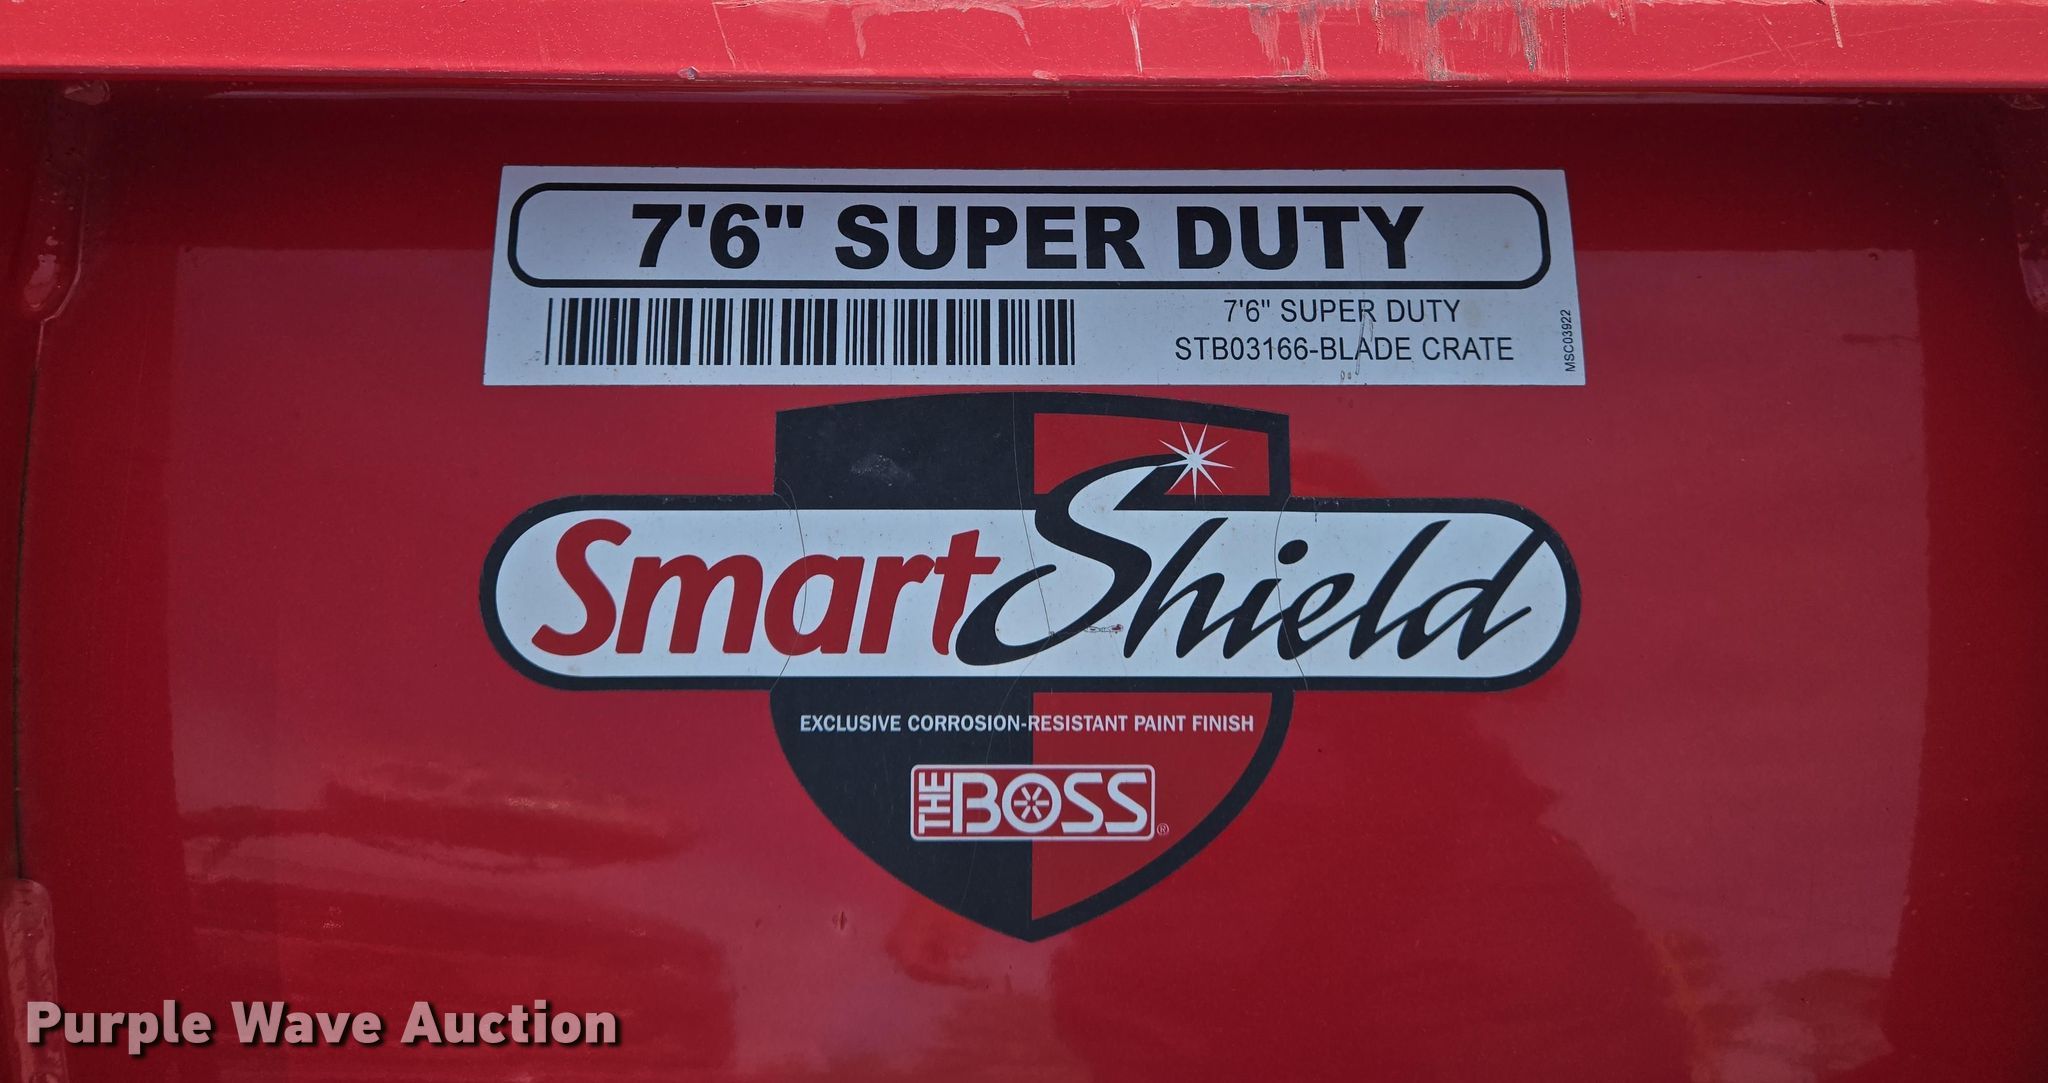 7'6" SUPER DUTY
7'6" SUPER DUTY
STB03166-BLADE CRATE
MSC03922
SmartShield
EXCLUSIVE CORROSION-RESISTANT PAINT FINISH
THE BOSS®
Purple Wave Auction